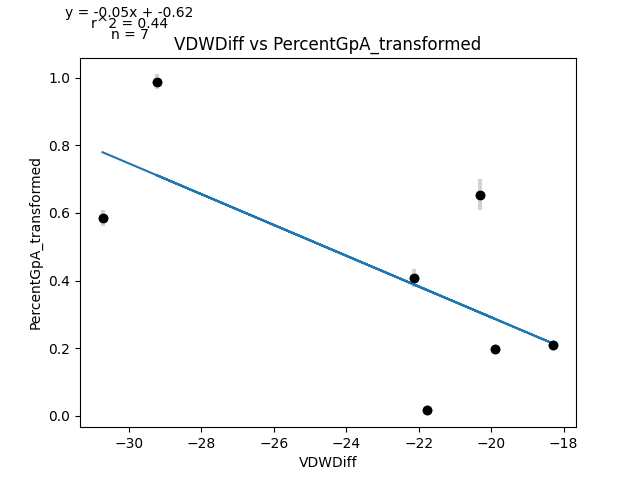 y = -0.05x + -0.62
r^2 = 0.44
n = 7
VDWDiff vs PercentGpA_transformed
1.0
0.8
0.6
0.4
0.2
0.0
PercentGpA_transformed
−30
−28
−26
−24
−22
−20
−18
VDWDiff